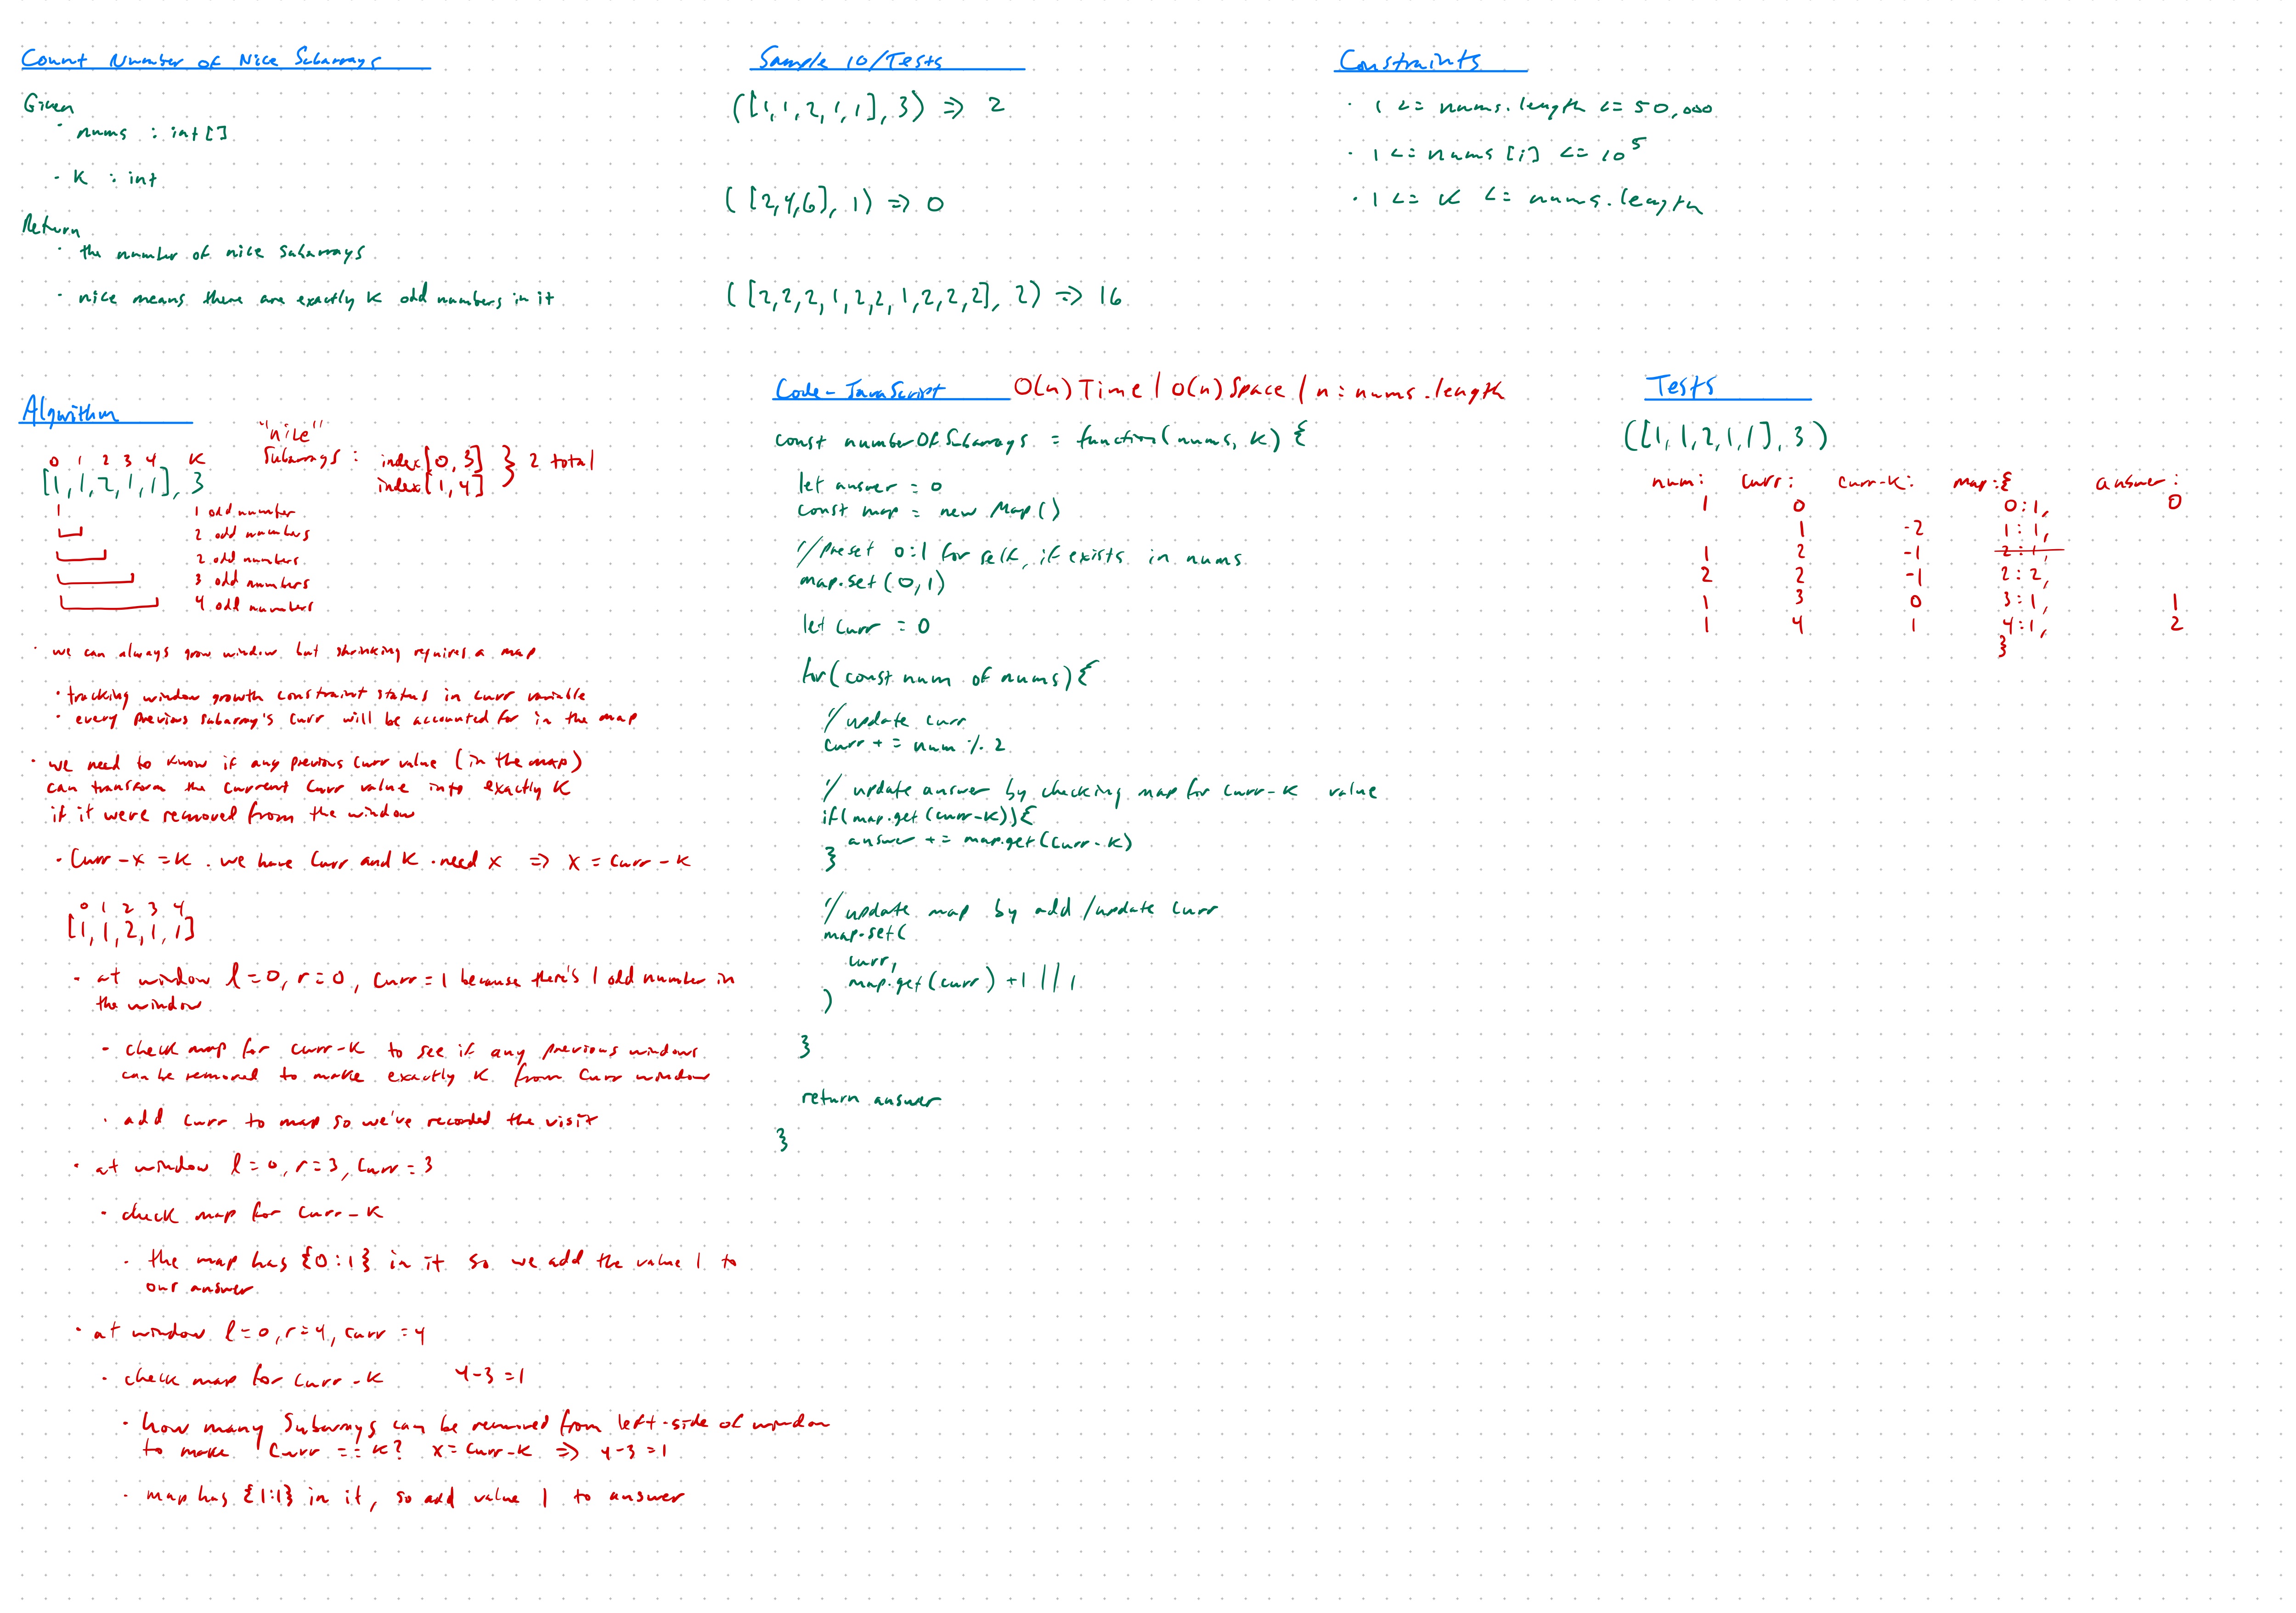 Count Number of Nice Subarrays
Given
· nums : int[]
· K : int
Return
· the number of nice subarrays
· nice means there are exactly K odd numbers in it
Sample IO/Tests
([1,1,2,1,1], 3) => 2
([2,4,6], 1) => 0
([2,2,2,1,2,2,1,2,2,2], 2) => 16
Constraints
· 1 <= nums.length <= 50,000
· 1 <= nums[i] <= 10^5
· 1 <= K <= nums.length
Algorithm
0 1 2 3 4 K
[1,1,2,1,1], 3
"nice"
Subarrays : index[0,3] } 2 total
index[1,4]
1 odd number
2 odd numbers
2 odd numbers
3 odd numbers
4 odd numbers
· we can always grow window but shrinking requires a map
· tracking window growth constraint status in curr variable
· every previous subarray's curr will be accounted for in the map
· we need to know if any previous curr value (in the map)
can transform the current curr value into exactly K
if it were removed from the window
· Curr - x = K . we have Curr and K . need x => x = Curr - K
0 1 2 3 4
[1,1,2,1,1]
· at window l=0, r=0, curr=1 because there's 1 odd number in
the window
· check map for curr-K to see if any previous windows
can be removed to make exactly K from Curr window
· add curr to map so we've recorded the visit
· at window l=0, r=3, curr=3
· check map for curr-K
· the map has {0:1} in it so we add the value 1 to
our answer
· at window l=0, r=4, curr=4
· check map for curr-K 4-3=1
· how many Subarrays can be removed from left-side of window
to make Curr == K? x=Curr-K => 4-3=1
· map has {1:1} in it, so add value 1 to answer
Code - JavaScript O(n) Time / O(n) Space / n = nums.length
const numberOfSubarrays = function(nums, K) {
let answer = 0
const map = new Map()
// preset 0:1 for self, if exists in nums
map.set(0,1)
let curr = 0
for(const num of nums){
// update curr
curr += num % 2
// update answer by checking map for curr-K value
if(map.get(curr-K)){
answer += map.get(curr-K)
}
// update map by add/update curr
map.set(
curr,
map.get(curr) +1 || 1
)
}
return answer
}
Tests
([1,1,2,1,1], 3)
num: curr: curr-K: map:{ answer:
1 0 0:1, 0
1 -2 1:1,
1 2 -1 2:1,
2 2 -1 2:2,
1 3 0 3:1, 1
1 4 1 4:1, 2
}